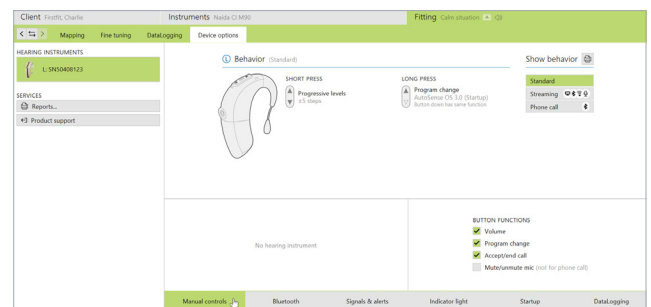 Client Firstfit, Charlie
Instruments Naída CI M90
Fitting Calm situation
Mapping Fine tuning DataLogging Device options
HEARING INSTRUMENTS
L: SN50408123
SERVICES
Reports...
Product support
Behavior (Standard)
SHORT PRESS
Progressive levels
±5 steps
LONG PRESS
Program change
AutoSense OS 3.0 (Startup)
Button down has same function
Show behavior
Standard
Streaming
Phone call
No hearing instrument
BUTTON FUNCTIONS
Volume
Program change
Accept/end call
Mute/unmute mic (not for phone call)
Manual controls Bluetooth Signals & alerts Indicator light Startup DataLogging